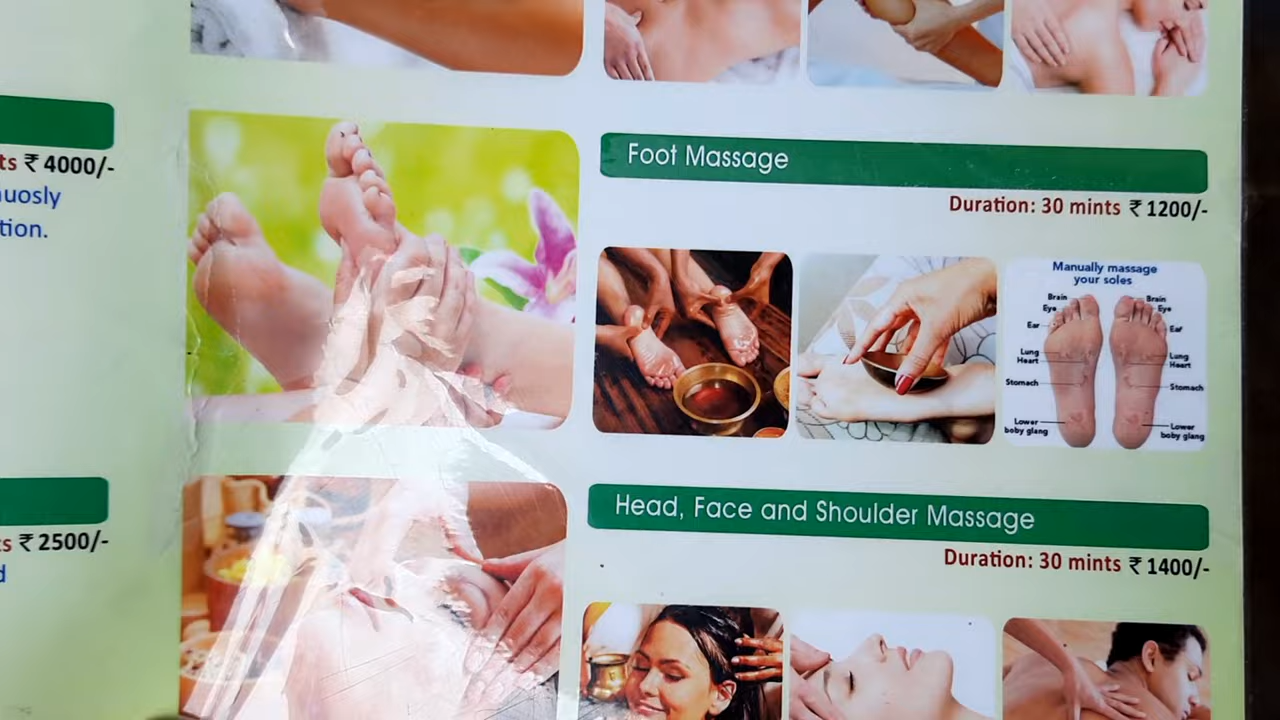 ts ₹ 4000/-
nuosly
tion.
s ₹ 2500/-
d
Foot Massage
Duration: 30 mints ₹ 1200/-
Manually massage
your soles
Brain
Brain
Eye
Eye
Ear
Ear
Lung
Heart
Lung
Heart
Stomach
Stomach
Lower
boby glang
Lower
boby glang
Head, Face and Shoulder Massage
Duration: 30 mints ₹ 1400/-